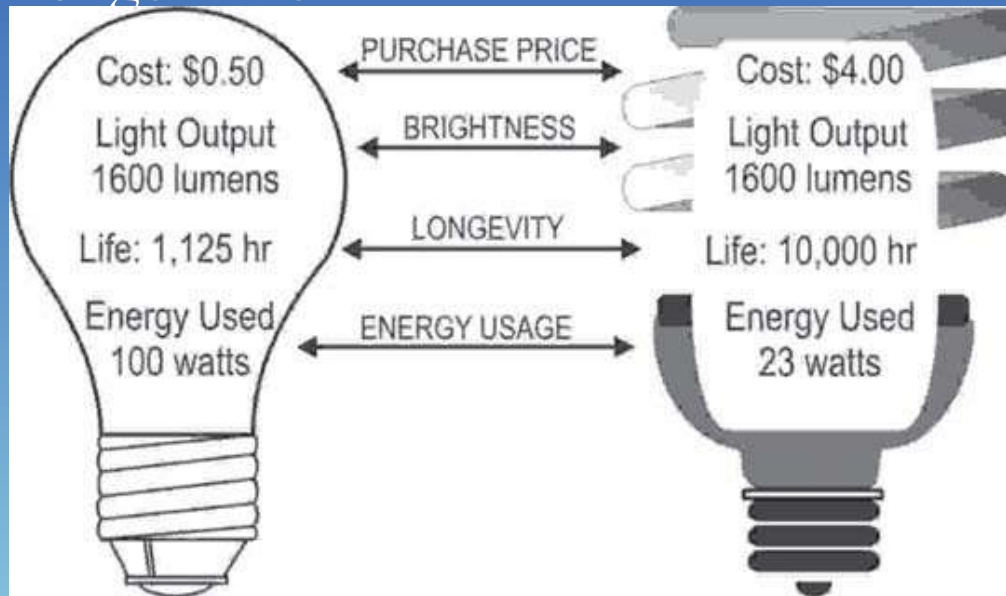 Cost: $0.50
Light Output
1600 lumens
Life: 1,125 hr
Energy Used
100 watts
PURCHASE PRICE
BRIGHTNESS
LONGEVITY
ENERGY USAGE
Cost: $4.00
Light Output
1600 lumens
Life: 10,000 hr
Energy Used
23 watts